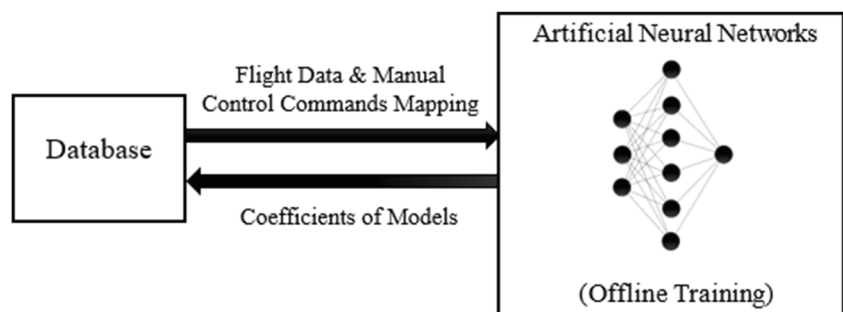 Artificial Neural Networks
Flight Data & Manual
Control Commands Mapping
Database
Coefficients of Models
(Offline Training)